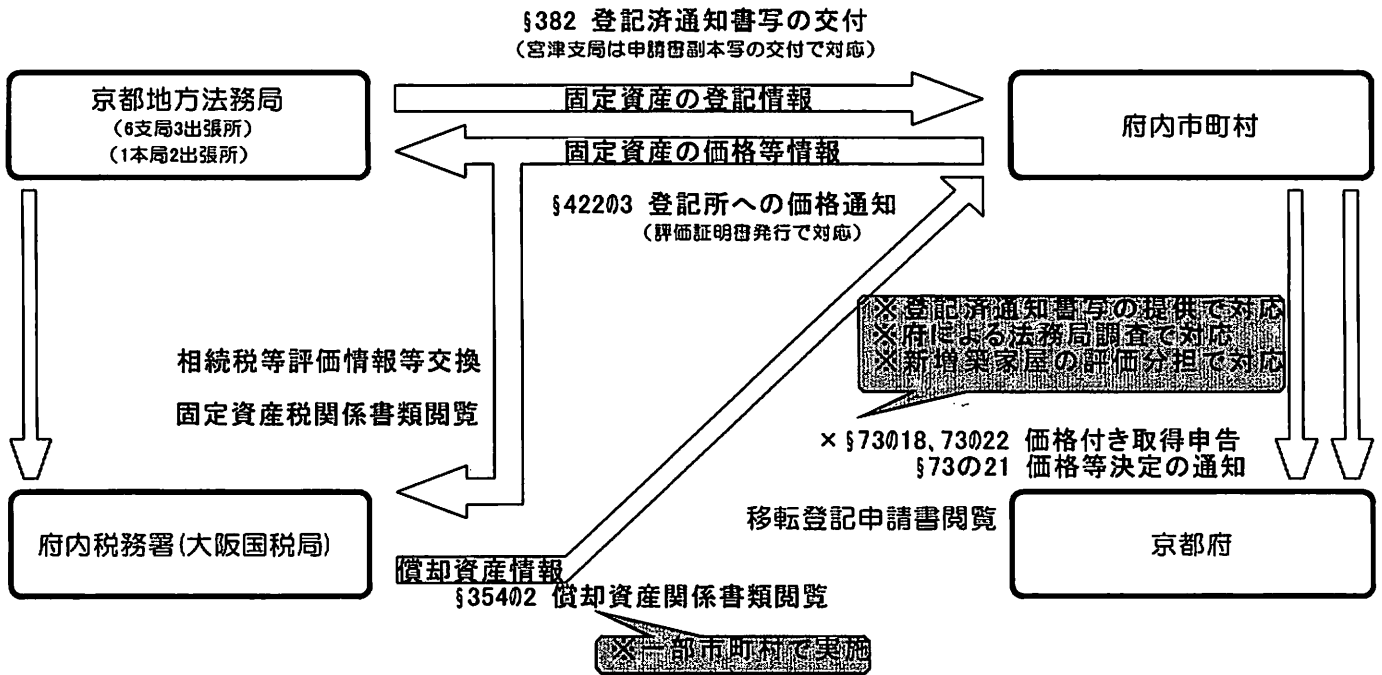 §382 登記済通知書写の交付
(宮津支局は申請書副本写の交付で対応)
京都地方法務局
(6支局3出張所)
(1本局2出張所)
固定資産の登記情報
府内市町村
固定資産の価格等情報
§422の3 登記所への価格通知
(評価証明書発行で対応)
※登記済通知書写の提供で対応
※府による法務局調査で対応
※新増築家屋の評価分担で対応
相続税等評価情報等交換
固定資産税関係書類閲覧
×§73の18、73の22 価格付き取得申告
§73の21 価格等決定の通知
移転登記申請書閲覧
府内税務署(大阪国税局)
京都府
償却資産情報
§354の2 償却資産関係書類閲覧
※一部市町村で実施